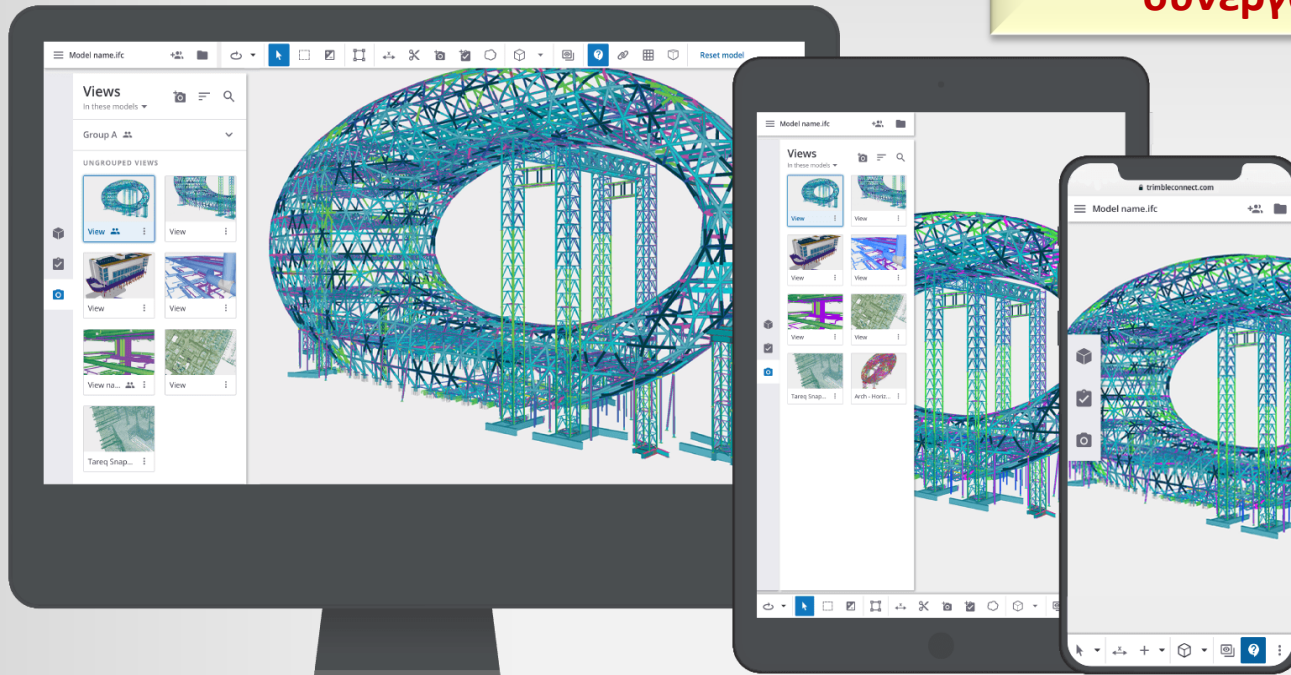 Model name.ifc
Reset model
Views
In these models
Group A
UNGROUPED VIEWS
View
View
View
View
View na...
View
Tareq Snap...
Model name.ifc
Views
In these models
View
View
View
View
View
View
Tareq Snap...
Arch - Horiz...
trimbleconnect.com
Model name.ifc